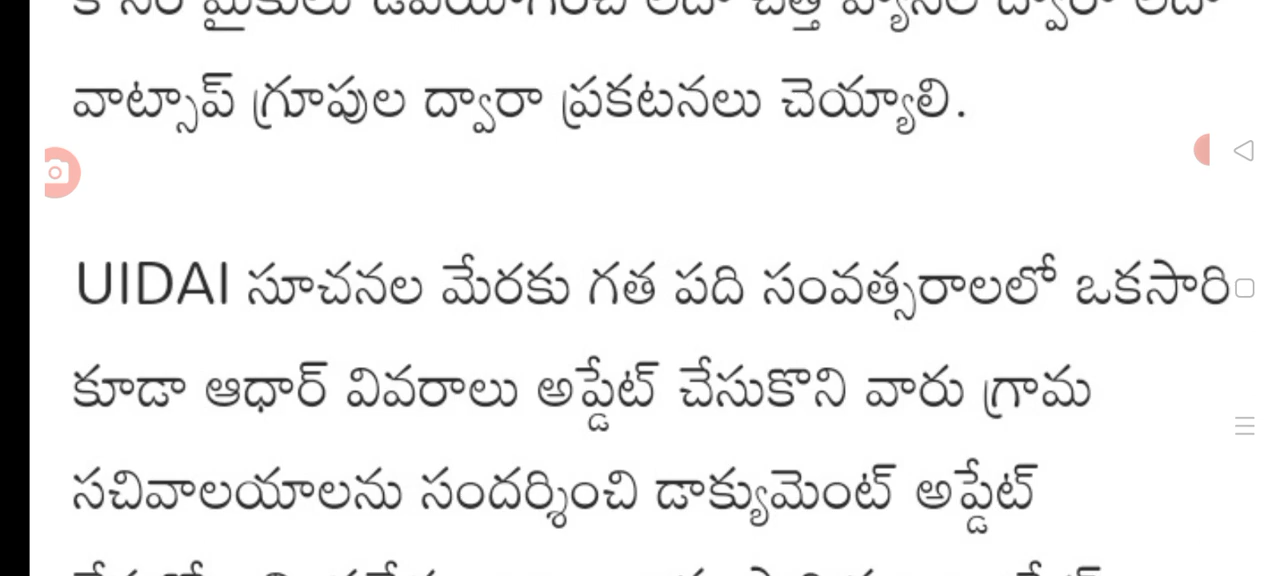 వాట్సాప్ గ్రూపుల ద్వారా ప్రకటనలు చెయ్యాలి.
UIDAI సూచనల మేరకు గత పది సంవత్సరాలలో ఒకసారి
కూడా ఆధార్ వివరాలు అప్డేట్ చేసుకొని వారు గ్రామ
సచివాలయాలను సందర్శించి డాక్యుమెంట్ అప్డేట్